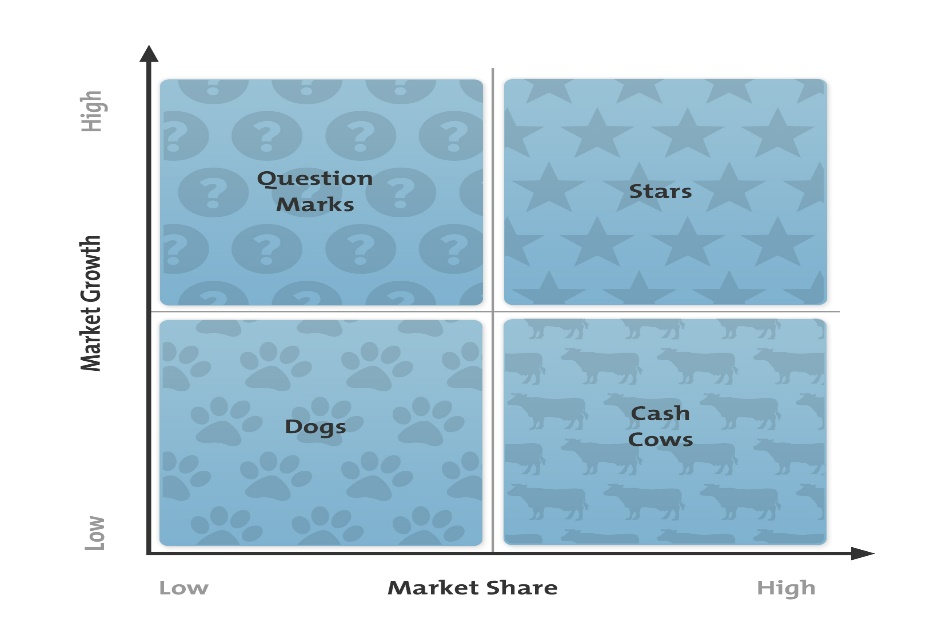 High
Question
Marks
Stars
Market Growth
Dogs
Cash
Cows
Low
Low
Market Share
High